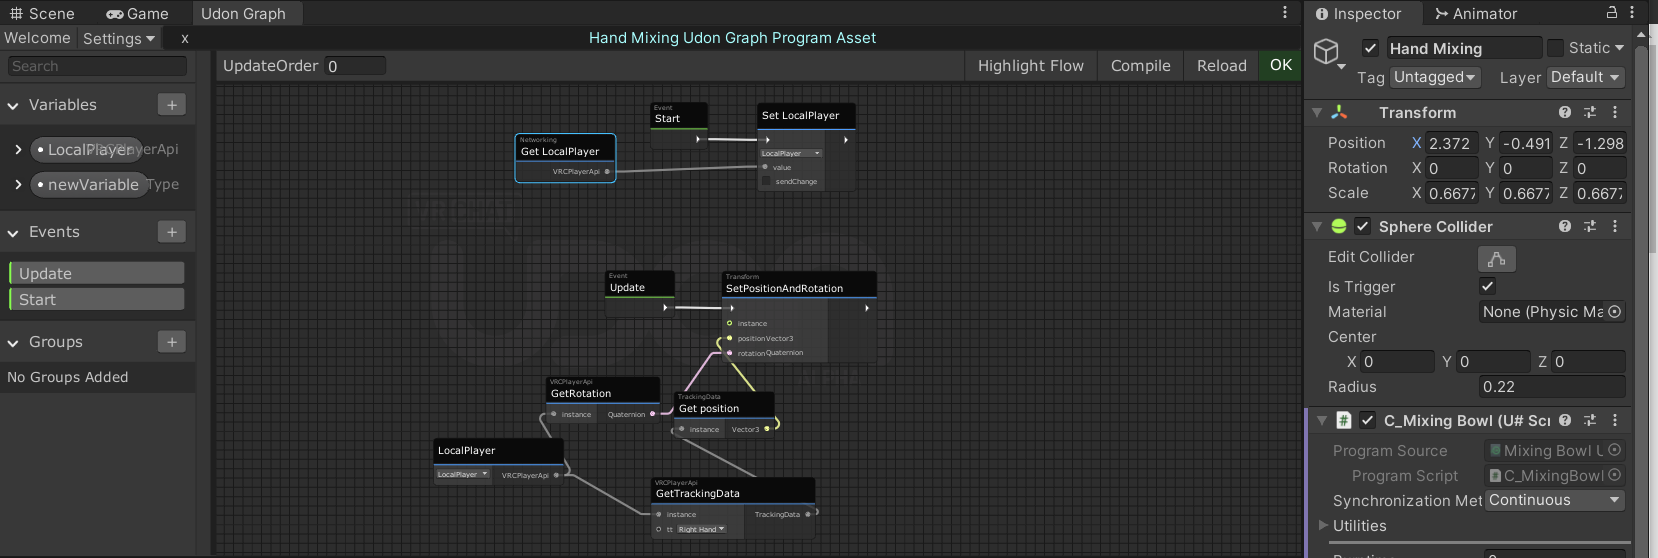 Scene
Game
Udon Graph
Welcome
Settings
x
Hand Mixing Udon Graph Program Asset
Search
UpdateOrder 0
Highlight Flow
Compile
Reload
OK
Variables
+
LocalPlayer VRCPlayerApi
newVariable Type
Events
+
Update
Start
Groups
+
No Groups Added
Event
Start
Set LocalPlayer
LocalPlayer
value
sendChange
Networking
Get LocalPlayer
VRCPlayerApi
Event
Update
Transform
SetPositionAndRotation
instance
position Vector3
rotation Quaternion
VRCPlayerApi
GetRotation
instance Quaternion
TrackingData
Get position
instance Vector3
LocalPlayer
LocalPlayer VRCPlayerApi
VRCPlayerApi
GetTrackingData
instance TrackingData
tt Right Hand
Inspector
Animator
Hand Mixing
Static
Tag Untagged
Layer Default
Transform
Position X 2.372 Y -0.491 Z -1.298
Rotation X 0 Y 0 Z 0
Scale X 0.6677 Y 0.6677 Z 0.6677
Sphere Collider
Edit Collider
Is Trigger
Material None (Physic Ma
Center
X 0 Y 0 Z 0
Radius 0.22
# C_Mixing Bowl (U# Scr
Program Source Mixing Bowl U
Program Script C_MixingBowl
Synchronization Met Continuous
Utilities